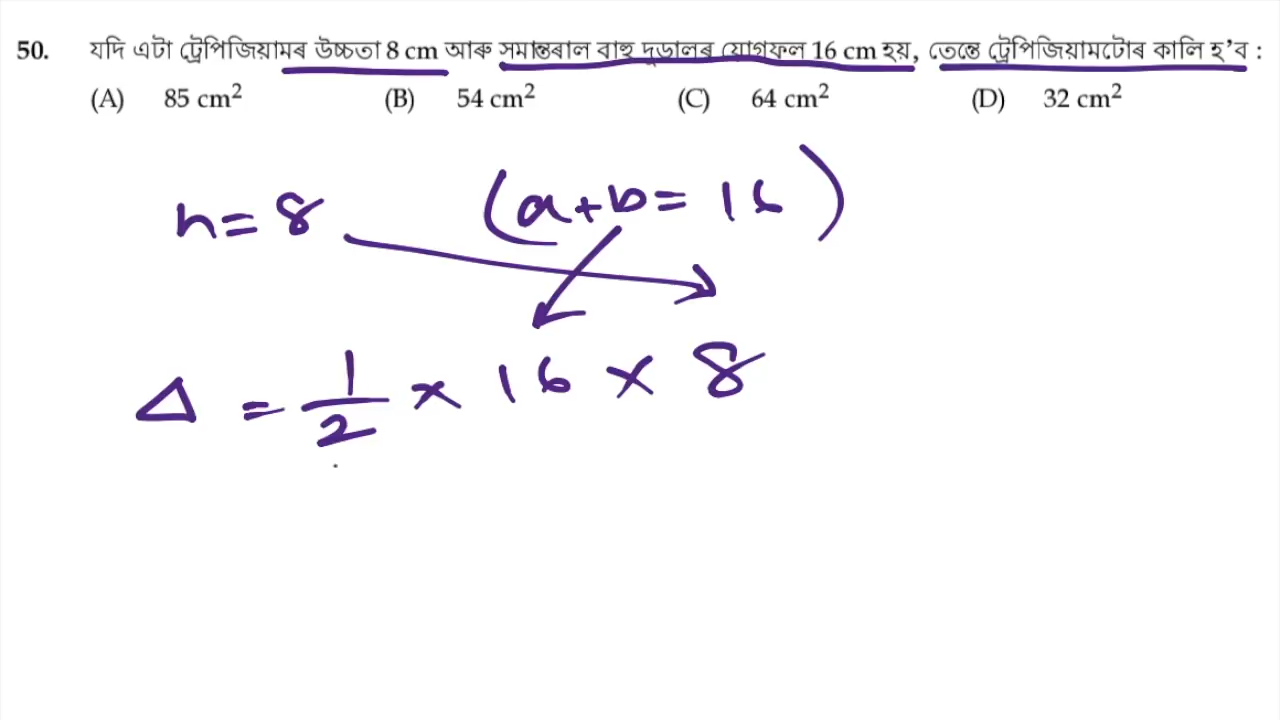 50. যদি এটা ট্ৰেপিজিয়ামৰ উচ্চতা 8 cm আৰু সমান্তৰাল বাহু দুডালৰ যোগফল 16 cm হয়, তেন্তে ট্ৰেপিজিয়ামটোৰ কালি হ’ব :
(A) 85 cm² (B) 54 cm² (C) 64 cm² (D) 32 cm²
h = 8 (a + b = 16)
Δ = 1/2 × 16 × 8